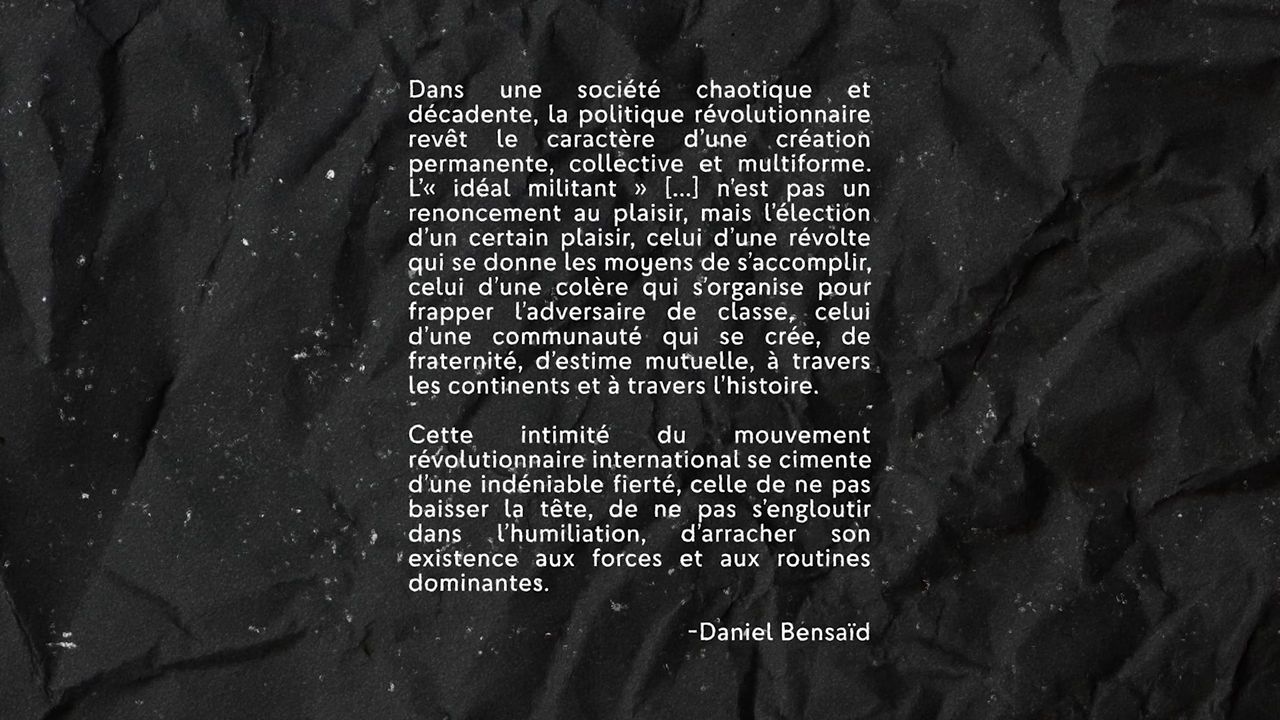 Dans une société chaotique et
décadente, la politique révolutionnaire
revêt le caractère d'une création
permanente, collective et multiforme.
L'« idéal militant » [...] n'est pas un
renoncement au plaisir, mais l'élection
d'un certain plaisir, celui d'une révolte
qui se donne les moyens de s'accomplir,
celui d'une colère qui s'organise pour
frapper l'adversaire de classe, celui
d'une communauté qui se crée, de
fraternité, d'estime mutuelle, à travers
les continents et à travers l'histoire.
Cette intimité du mouvement
révolutionnaire international se cimente
d'une indéniable fierté, celle de ne pas
baisser la tête, de ne pas s'engloutir
dans l'humiliation, d'arracher son
existence aux forces et aux routines
dominantes.
-Daniel Bensaïd